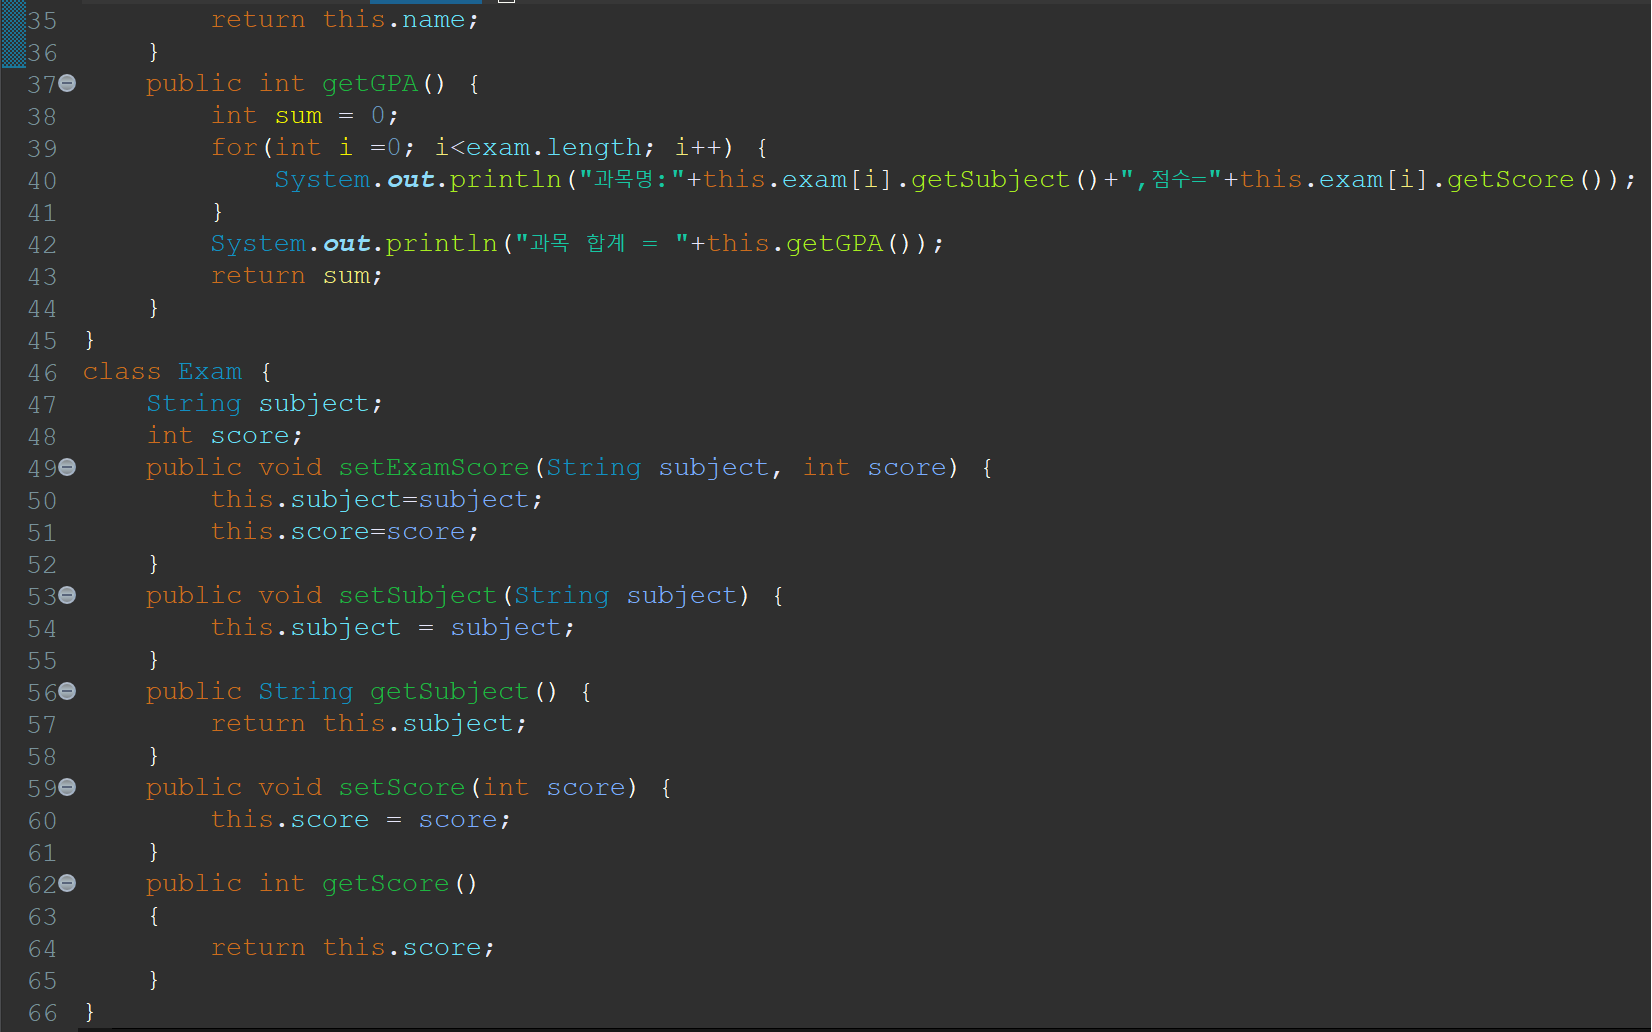 35 return this.name;
36 }
37 public int getGPA() {
38 int sum = 0;
39 for(int i =0; i<exam.length; i++) {
40 System.out.println("과목명:"+this.exam[i].getSubject()+",점수="+this.exam[i].getScore());
41 }
42 System.out.println("과목 합계 = "+this.getGPA());
43 return sum;
44 }
45 }
46 class Exam {
47 String subject;
48 int score;
49 public void setExamScore(String subject, int score) {
50 this.subject=subject;
51 this.score=score;
52 }
53 public void setSubject(String subject) {
54 this.subject = subject;
55 }
56 public String getSubject() {
57 return this.subject;
58 }
59 public void setScore(int score) {
60 this.score = score;
61 }
62 public int getScore()
63 {
64 return this.score;
65 }
66 }